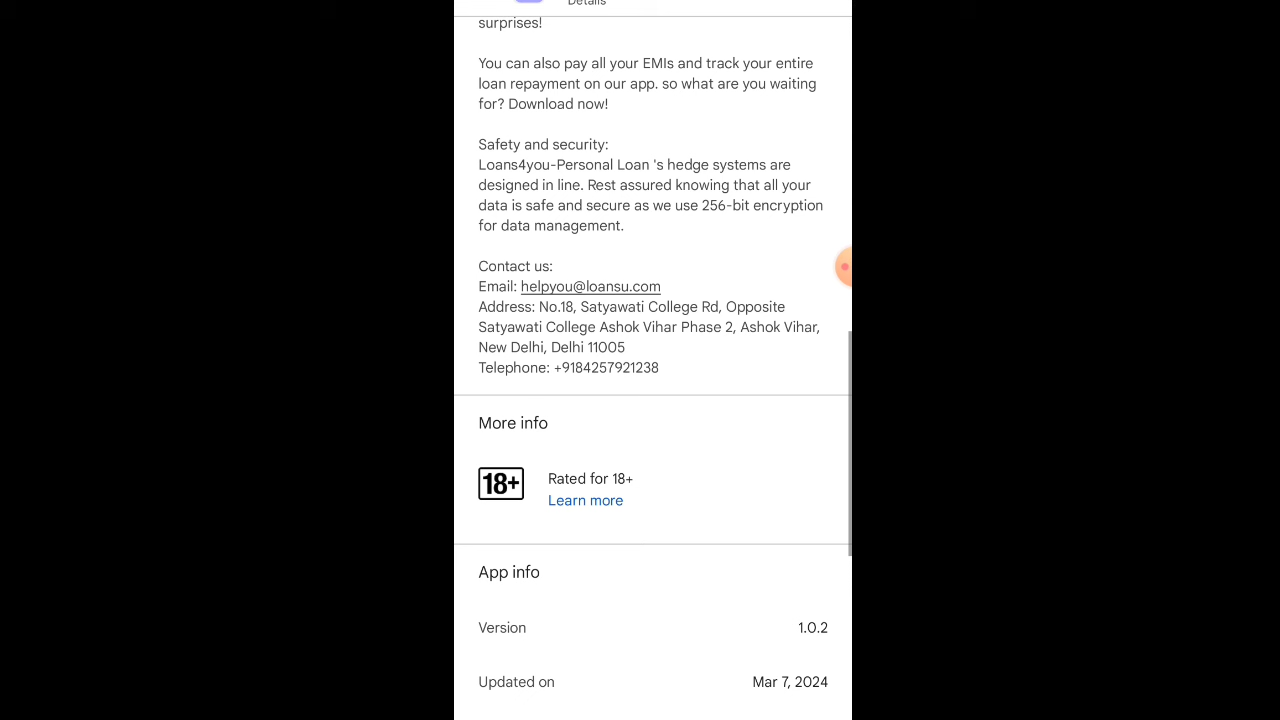 Details
surprises!
You can also pay all your EMIs and track your entire
loan repayment on our app. so what are you waiting
for? Download now!
Safety and security:
Loans4you-Personal Loan 's hedge systems are
designed in line. Rest assured knowing that all your
data is safe and secure as we use 256-bit encryption
for data management.
Contact us:
Email: helpyou@loansu.com
Address: No.18, Satyawati College Rd, Opposite
Satyawati College Ashok Vihar Phase 2, Ashok Vihar,
New Delhi, Delhi 11005
Telephone: +9184257921238
More info
18+
Rated for 18+
Learn more
App info
Version 1.0.2
Updated on Mar 7, 2024